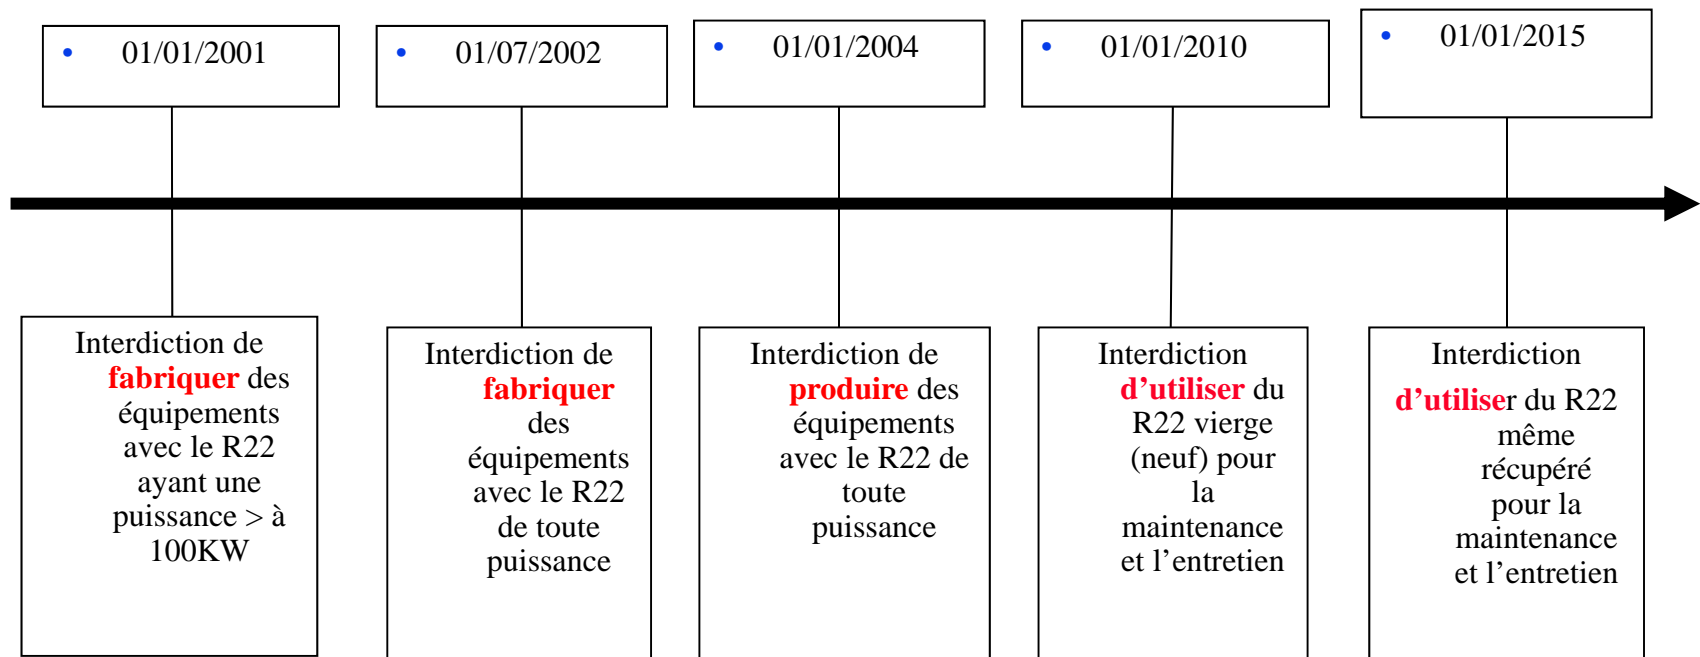 • 01/01/2001
• 01/07/2002
• 01/01/2004
• 01/01/2010
• 01/01/2015
Interdiction de
fabriquer des
équipements
avec le R22
ayant une
puissance > à
100KW
Interdiction de
fabriquer
des
équipements
avec le R22
de toute
puissance
Interdiction de
produire des
équipements
avec le R22 de
toute
puissance
Interdiction
d’utiliser du
R22 vierge
(neuf) pour
la
maintenance
et l’entretien
Interdiction
d’utiliser du R22
même
récupéré
pour la
maintenance
et l’entretien